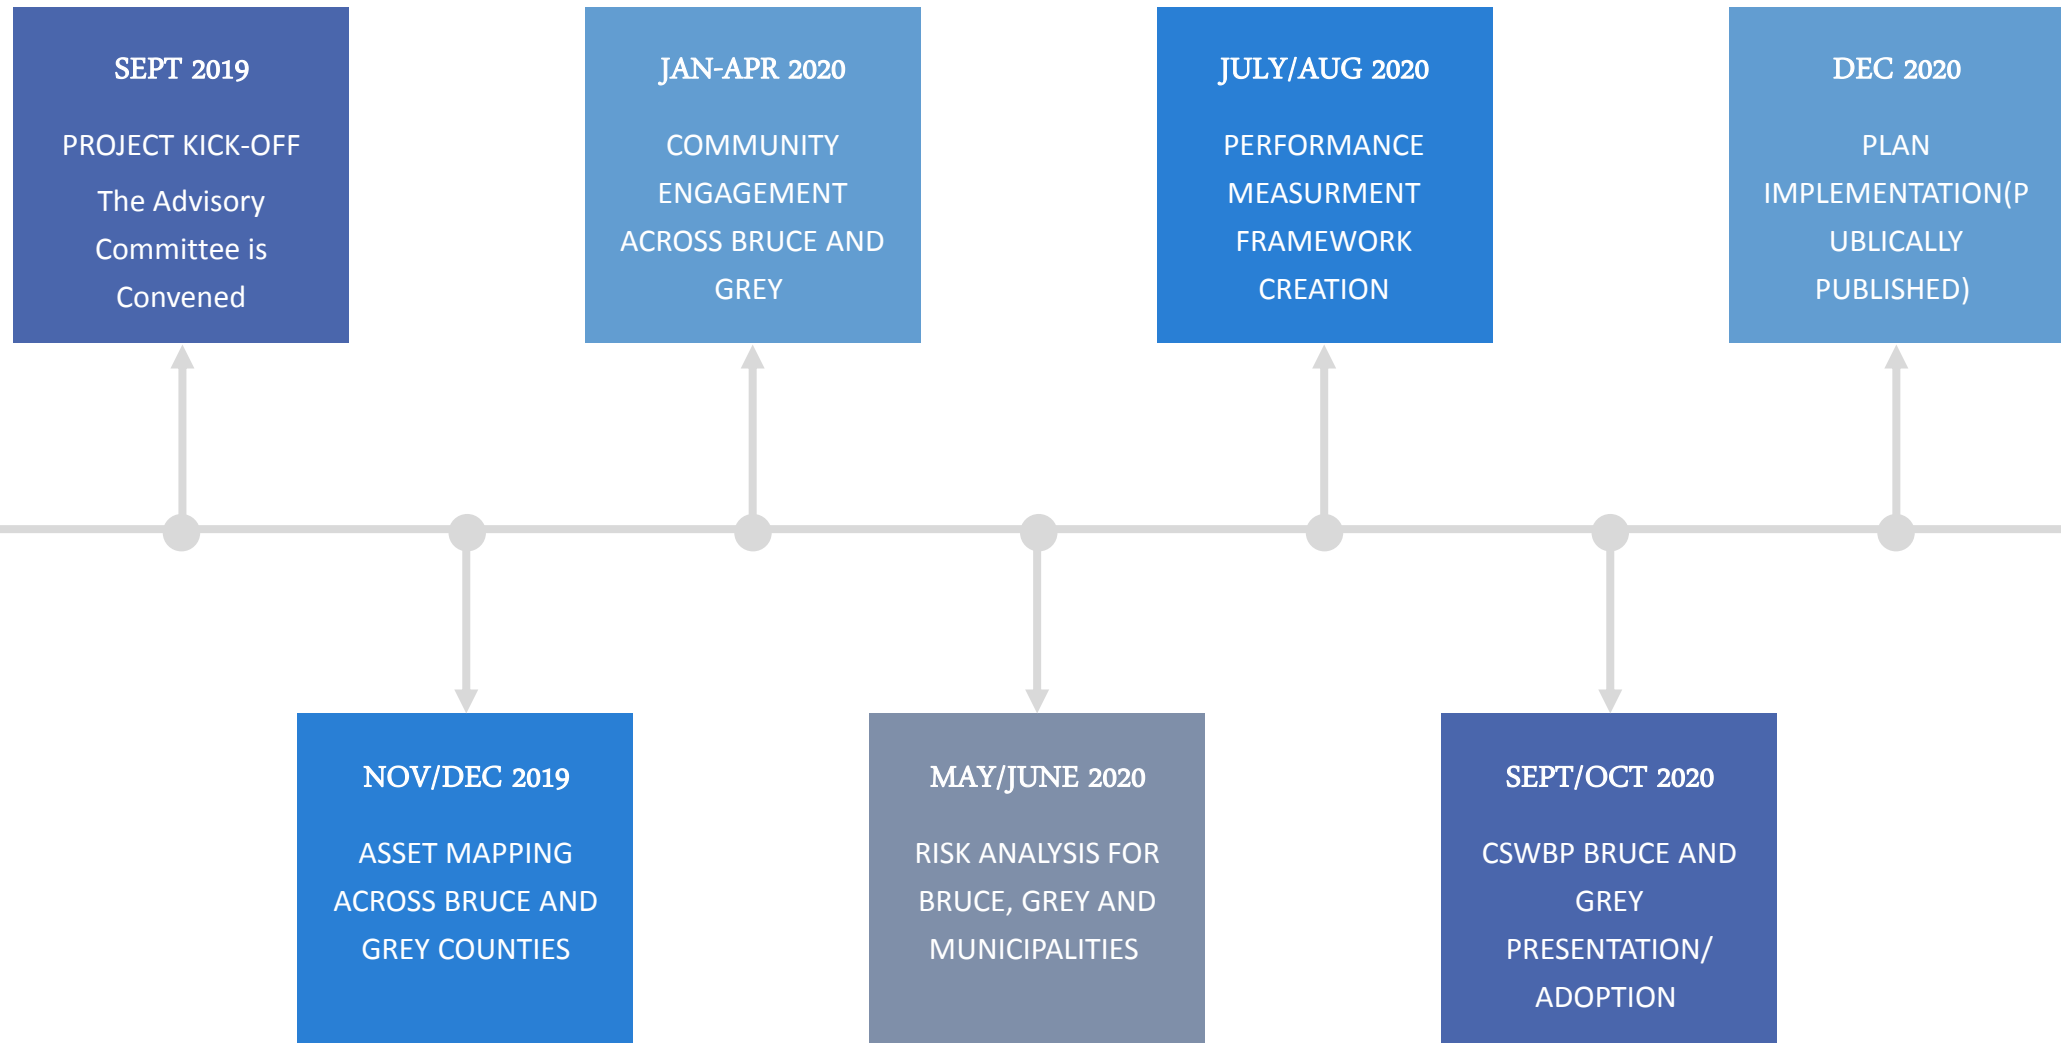 SEPT 2019
PROJECT KICK-OFF
The Advisory
Committee is
Convened
NOV/DEC 2019
ASSET MAPPING
ACROSS BRUCE AND
GREY COUNTIES
JAN-APR 2020
COMMUNITY
ENGAGEMENT
ACROSS BRUCE AND
GREY
MAY/JUNE 2020
RISK ANALYSIS FOR
BRUCE, GREY AND
MUNICIPALITIES
JULY/AUG 2020
PERFORMANCE
MEASURMENT
FRAMEWORK
CREATION
SEPT/OCT 2020
CSWBP BRUCE AND
GREY
PRESENTATION/
ADOPTION
DEC 2020
PLAN
IMPLEMENTATION(P
UBLICALLY
PUBLISHED)